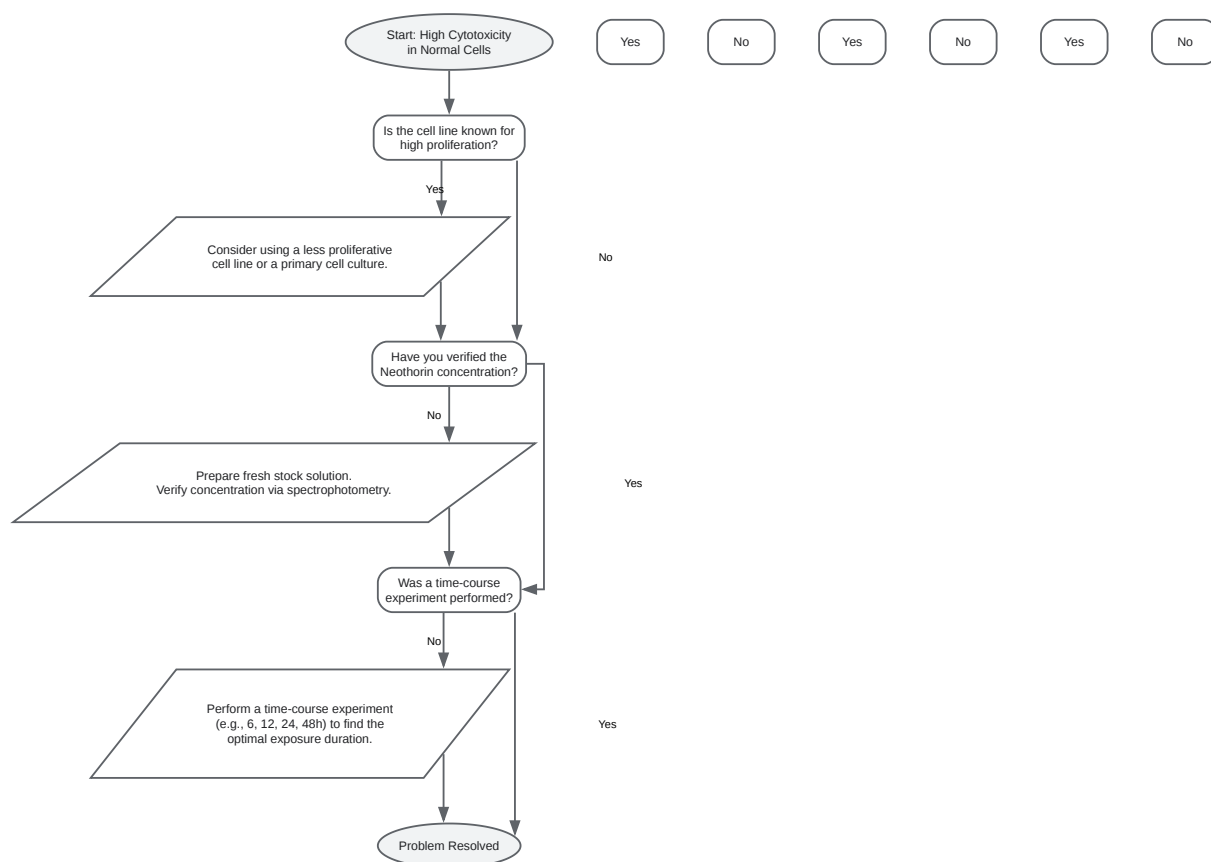 Start: High Cytotoxicity
in Normal Cells
Yes
No
Yes
No
Yes
No
Is the cell line known for
high proliferation?
Yes
Consider using a less proliferative
cell line or a primary cell culture.
No
Have you verified the
Neothorin concentration?
No
Prepare fresh stock solution.
Verify concentration via spectrophotometry.
Yes
Was a time-course
experiment performed?
No
Perform a time-course experiment
(e.g., 6, 12, 24, 48h) to find the
optimal exposure duration.
Yes
Problem Resolved